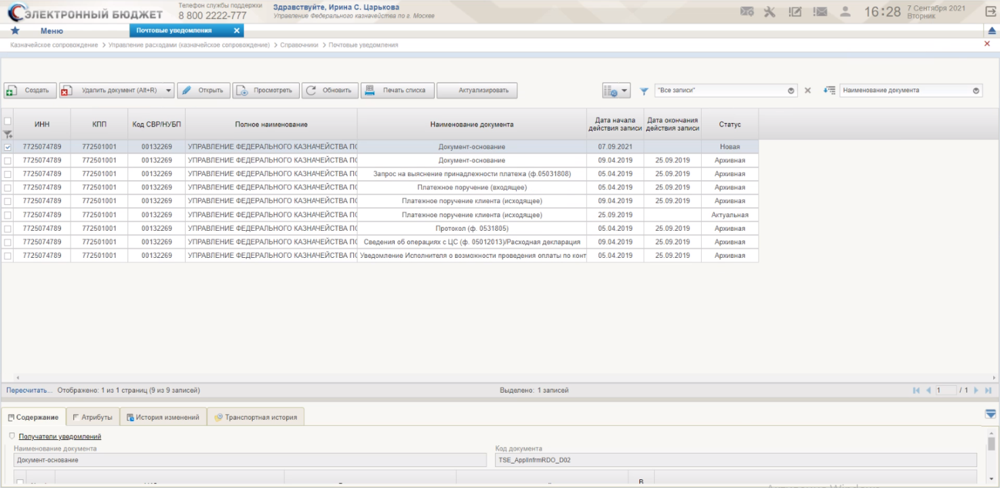 ЭЛЕКТРОННЫЙ БЮДЖЕТ
Телефон службы поддержки
8 800 2222-777
Здравствуйте, Ирина С. Царькова
Управление Федерального казначейства по г. Москве
16:28
7 Сентября 2021
Вторник
Меню
Почтовые уведомления X
Казначейское сопровождение > Управление расходами (казначейское сопровождение) > Справочники > Почтовые уведомления
Создать Удалить документ (Alt+R) Открыть Просмотреть Обновить Печать списка Актуализировать "Все записи" Наименование документа
ИНН КПП Код СВР/НУБП Полное наименование Наименование документа Дата начала действия записи Дата окончания действия записи Статус
7725074789 772501001 00132269 УПРАВЛЕНИЕ ФЕДЕРАЛЬНОГО КАЗНАЧЕЙСТВА ПО Документ-основание 07.09.2021 Новая
7725074789 772501001 00132269 УПРАВЛЕНИЕ ФЕДЕРАЛЬНОГО КАЗНАЧЕЙСТВА ПО Документ-основание 09.04.2019 25.09.2019 Архивная
7725074789 772501001 00132269 УПРАВЛЕНИЕ ФЕДЕРАЛЬНОГО КАЗНАЧЕЙСТВА ПО Запрос на выяснение принадлежности платежа (ф.05031808) 05.04.2019 25.09.2019 Архивная
7725074789 772501001 00132269 УПРАВЛЕНИЕ ФЕДЕРАЛЬНОГО КАЗНАЧЕЙСТВА ПО Платежное поручение (входящее) 05.04.2019 25.09.2019 Архивная
7725074789 772501001 00132269 УПРАВЛЕНИЕ ФЕДЕРАЛЬНОГО КАЗНАЧЕЙСТВА ПО Платежное поручение клиента (исходящее) 09.04.2019 25.09.2019 Архивная
7725074789 772501001 00132269 УПРАВЛЕНИЕ ФЕДЕРАЛЬНОГО КАЗНАЧЕЙСТВА ПО Платежное поручение клиента (исходящее) 25.09.2019 Актуальная
7725074789 772501001 00132269 УПРАВЛЕНИЕ ФЕДЕРАЛЬНОГО КАЗНАЧЕЙСТВА ПО Протокол (ф. 0531805) 05.04.2019 25.09.2019 Архивная
7725074789 772501001 00132269 УПРАВЛЕНИЕ ФЕДЕРАЛЬНОГО КАЗНАЧЕЙСТВА ПО Сведения об операциях с ЦС (ф. 05012013)/Расходная декларация 09.04.2019 25.09.2019 Архивная
7725074789 772501001 00132269 УПРАВЛЕНИЕ ФЕДЕРАЛЬНОГО КАЗНАЧЕЙСТВА ПО Уведомление Исполнителя о возможности проведения оплаты по конт 05.04.2019 25.09.2019 Архивная
Пересчитать... Отображено: 1 из 1 страниц (9 из 9 записей) Выделено: 1 записей 1 / 1
Содержание Атрибуты История изменений Транспортная история
Получатели уведомлений
Наименование документа Код документа
Документ-основание TSE_ApplInfrmRDO_D02
В